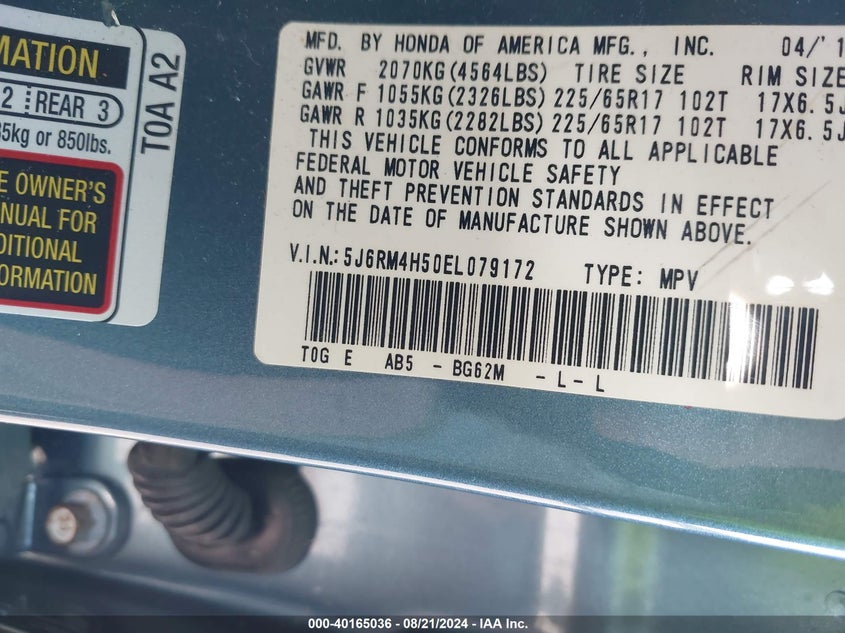 MATION
2 REAR 3
35kg or 850lbs.
E OWNER'S
NUAL FOR
DITIONAL
FORMATION
T0A A2
MFD. BY HONDA OF AMERICA MFG., INC. 04/'1
GVWR 2070KG(4564LBS) TIRE SIZE RIM SIZE
GAWR F 1055KG(2326LBS) 225/65R17 102T 17X6.5J
GAWR R 1035KG(2282LBS) 225/65R17 102T 17X6.5J
THIS VEHICLE CONFORMS TO ALL APPLICABLE
FEDERAL MOTOR VEHICLE SAFETY
AND THEFT PREVENTION STANDARDS IN EFFECT
ON THE DATE OF MANUFACTURE SHOWN ABOVE.
V.I.N.:5J6RM4H50EL079172 TYPE: MPV
T0G E AB5 - BG62M - L - L
000-40165036 - 08/21/2024 - IAA Inc.